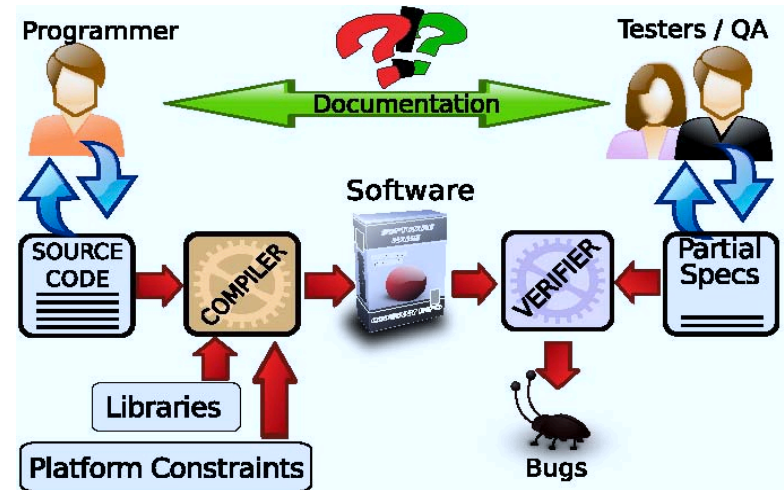 Programmer
Testers / QA
Documentation
Software
SOURCE
CODE
COMPILER
VERIFIER
Partial
Specs
Libraries
Platform Constraints
Bugs